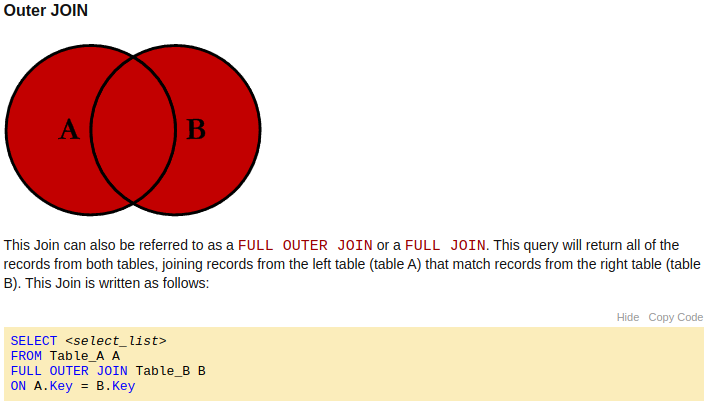 Outer JOIN
A B
This Join can also be referred to as a FULL OUTER JOIN or a FULL JOIN. This query will return all of the
records from both tables, joining records from the left table (table A) that match records from the right table (table
B). This Join is written as follows:
Hide Copy Code
SELECT <select_list>
FROM Table_A A
FULL OUTER JOIN Table_B B
ON A.Key = B.Key